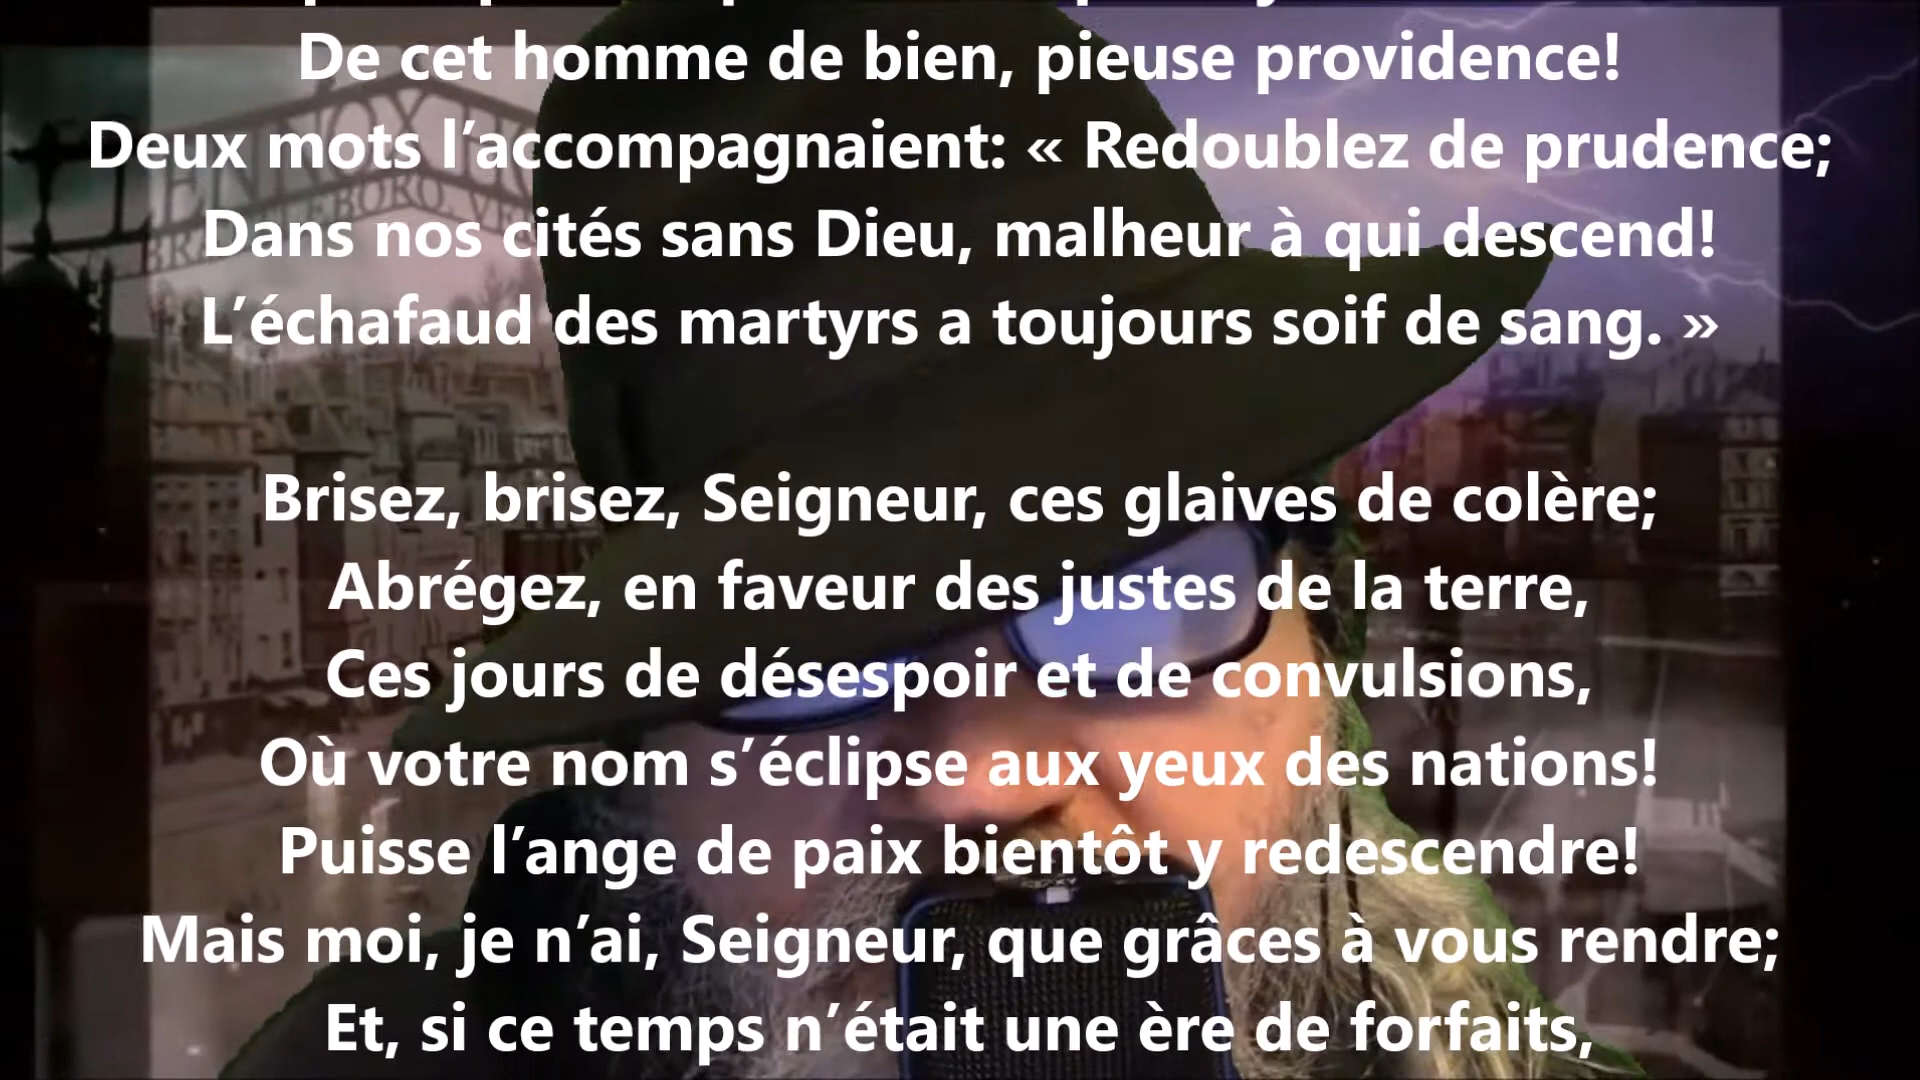 De cet homme de bien, pieuse providence!
Deux mots l’accompagnaient: « Redoublez de prudence;
Dans nos cités sans Dieu, malheur à qui descend!
L’échafaud des martyrs a toujours soif de sang. »
Brisez, brisez, Seigneur, ces glaives de colère;
Abrégez, en faveur des justes de la terre,
Ces jours de désespoir et de convulsions,
Où votre nom s’éclipse aux yeux des nations!
Puisse l’ange de paix bientôt y redescendre!
Mais moi, je n’ai, Seigneur, que grâces à vous rendre;
Et, si ce temps n’était une ère de forfaits,